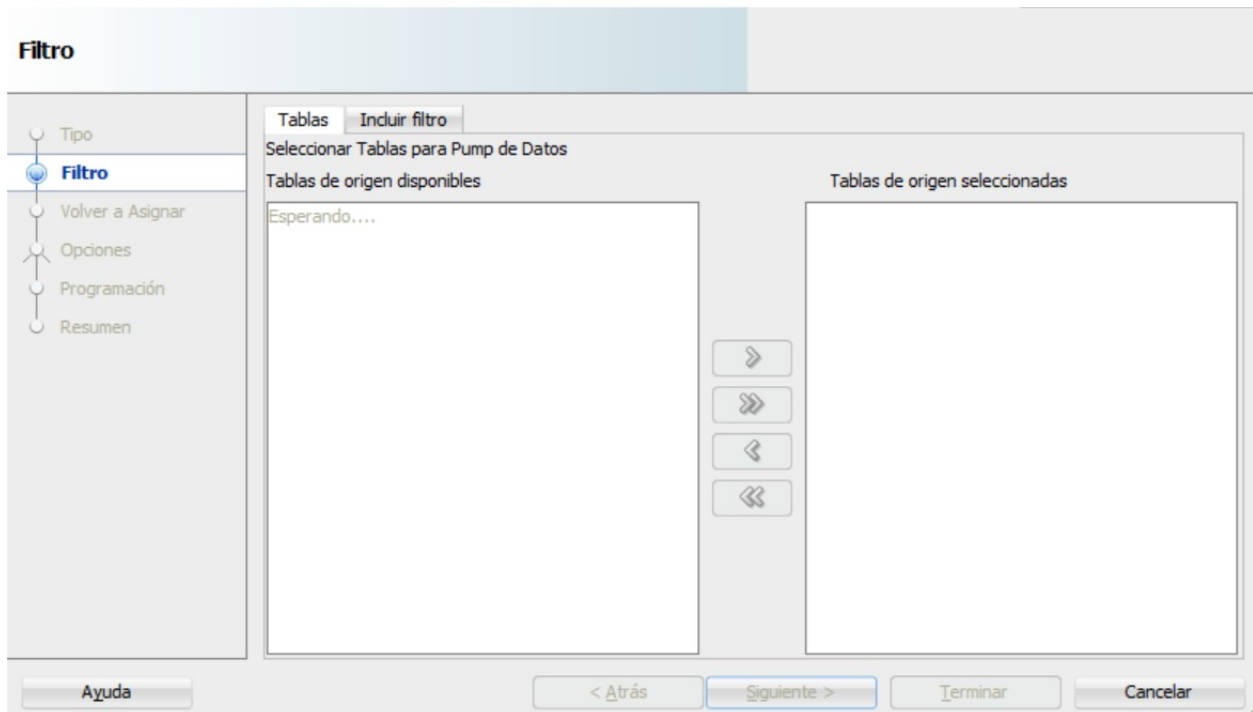 Filtro
Tipo
Filtro
Volver a Asignar
Opciones
Programación
Resumen
Tablas Incluir filtro
Seleccionar Tablas para Pump de Datos
Tablas de origen disponibles Tablas de origen seleccionadas
Esperando....
Ayuda < Atrás Siguiente > Terminar Cancelar